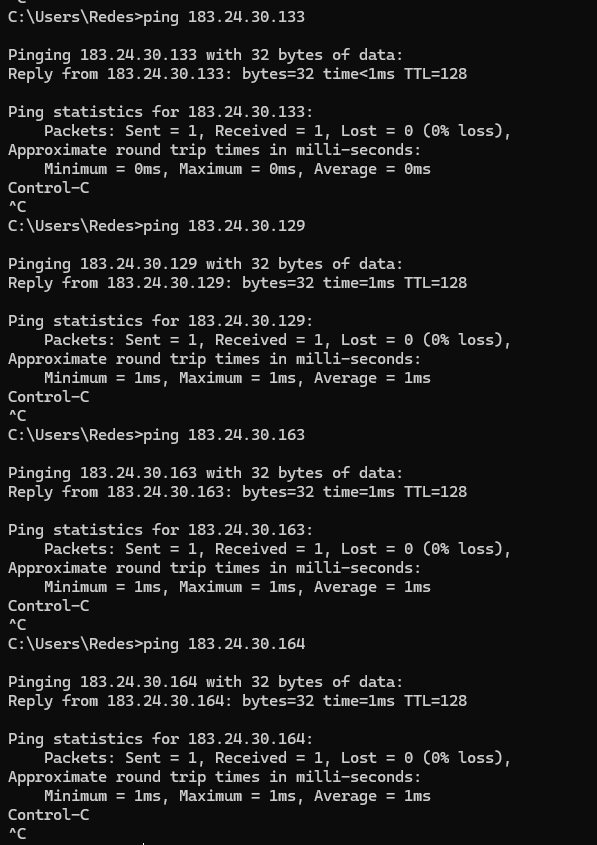 C:\Users\Redes>ping 183.24.30.133
Pinging 183.24.30.133 with 32 bytes of data:
Reply from 183.24.30.133: bytes=32 time<1ms TTL=128
Ping statistics for 183.24.30.133:
    Packets: Sent = 1, Received = 1, Lost = 0 (0% loss),
Approximate round trip times in milli-seconds:
    Minimum = 0ms, Maximum = 0ms, Average = 0ms
Control-C
^C
C:\Users\Redes>ping 183.24.30.129
Pinging 183.24.30.129 with 32 bytes of data:
Reply from 183.24.30.129: bytes=32 time=1ms TTL=128
Ping statistics for 183.24.30.129:
    Packets: Sent = 1, Received = 1, Lost = 0 (0% loss),
Approximate round trip times in milli-seconds:
    Minimum = 1ms, Maximum = 1ms, Average = 1ms
Control-C
^C
C:\Users\Redes>ping 183.24.30.163
Pinging 183.24.30.163 with 32 bytes of data:
Reply from 183.24.30.163: bytes=32 time=1ms TTL=128
Ping statistics for 183.24.30.163:
    Packets: Sent = 1, Received = 1, Lost = 0 (0% loss),
Approximate round trip times in milli-seconds:
    Minimum = 1ms, Maximum = 1ms, Average = 1ms
Control-C
^C
C:\Users\Redes>ping 183.24.30.164
Pinging 183.24.30.164 with 32 bytes of data:
Reply from 183.24.30.164: bytes=32 time=1ms TTL=128
Ping statistics for 183.24.30.164:
    Packets: Sent = 1, Received = 1, Lost = 0 (0% loss),
Approximate round trip times in milli-seconds:
    Minimum = 1ms, Maximum = 1ms, Average = 1ms
Control-C
^C